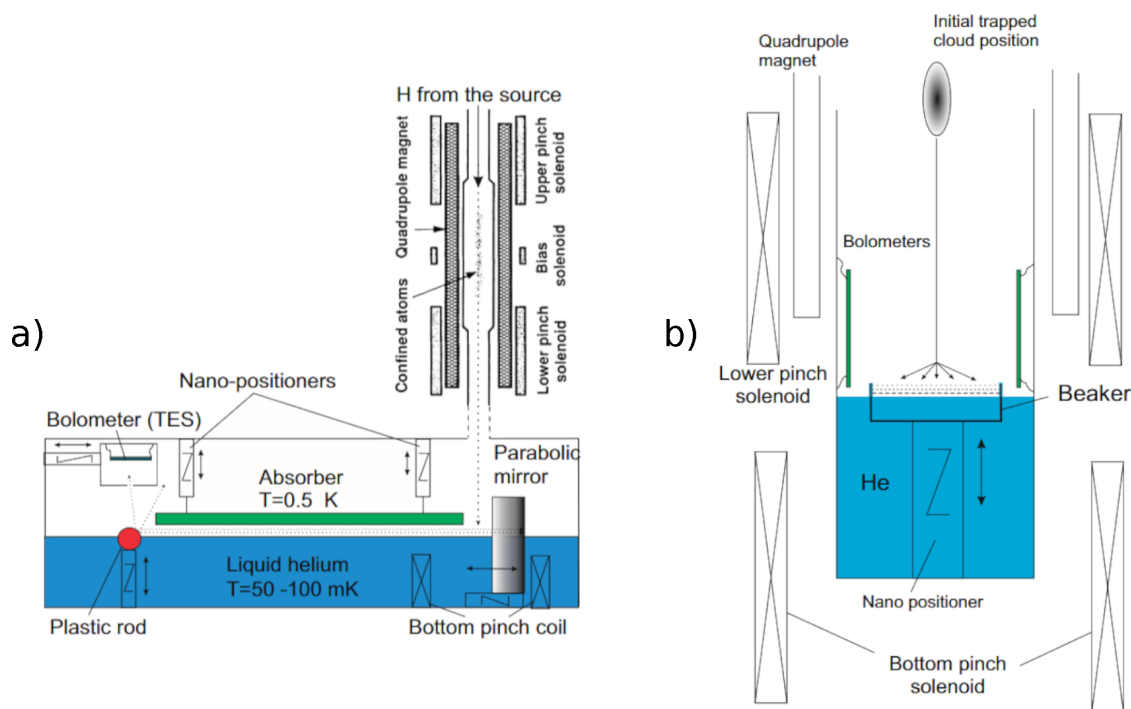 a)
H from the source
Quadrupole magnet
Confined atoms
Upper pinch
solenoid
Bias
solenoid
Lower pinch
solenoid
Nano-positioners
Bolometer (TES)
Absorber
T=0.5 K
Parabolic
mirror
Liquid helium
T=50 -100 mK
Plastic rod
Bottom pinch coil
b)
Quadrupole
magnet
Initial trapped
cloud position
Bolometers
Lower pinch
solenoid
Beaker
He
Nano positioner
Bottom pinch
solenoid